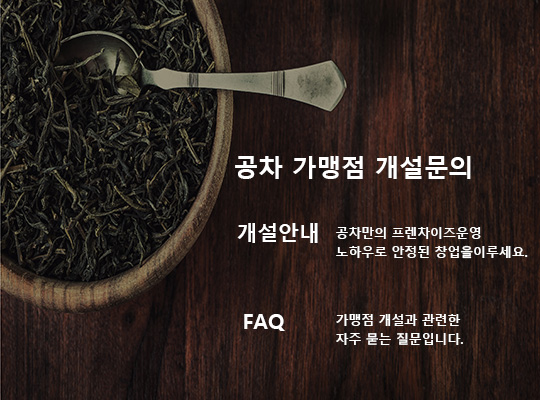 공차 가맹점 개설문의
개설안내
공차만의 프렌차이즈운영
노하우로 안정된 창업을이루세요.
FAQ
가맹점 개설과 관련한
자주 묻는 질문입니다.